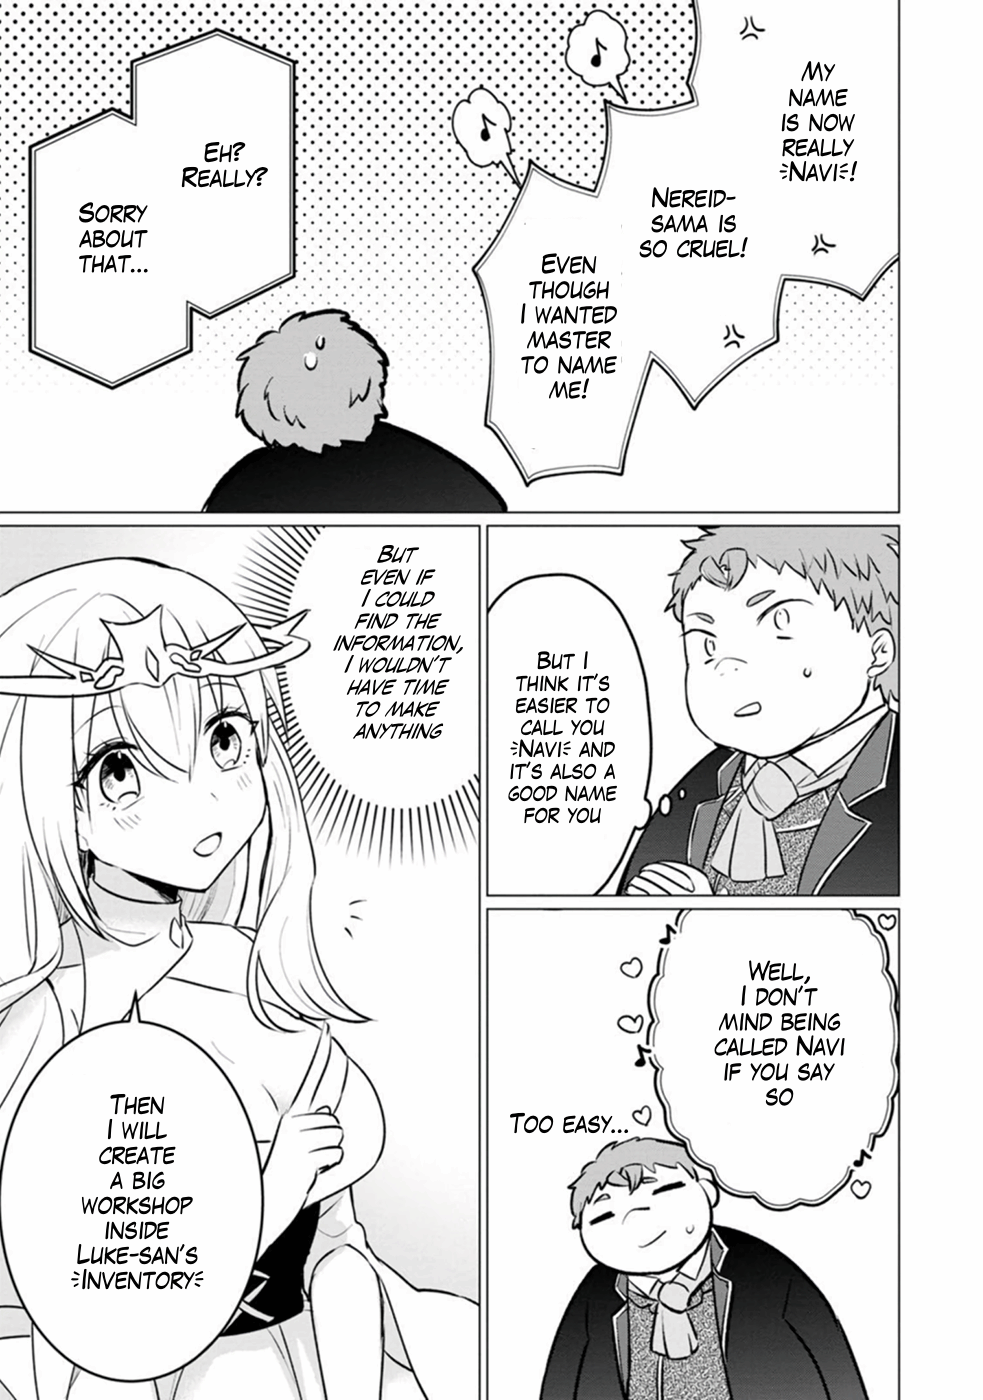 MY
NAME
IS NOW
REALLY
NAVI!
NEREID-
SAMA IS
SO CRUEL!
EVEN
THOUGH
I WANTED
MASTER
TO NAME
ME!
EH?
REALLY?
SORRY
ABOUT
THAT...
BUT I
THINK IT'S
EASIER TO
CALL YOU
NAVI AND
IT'S ALSO A
GOOD NAME
FOR YOU
WELL,
I DON'T
MIND BEING
CALLED NAVI
IF YOU SAY
SO
TOO EASY...
BUT
EVEN IF
I COULD
FIND THE
INFORMATION,
I WOULDN'T
HAVE TIME
TO MAKE
ANYTHING
THEN
I WILL
CREATE
A BIG
WORKSHOP
INSIDE
LUKE-SAN'S
INVENTORY